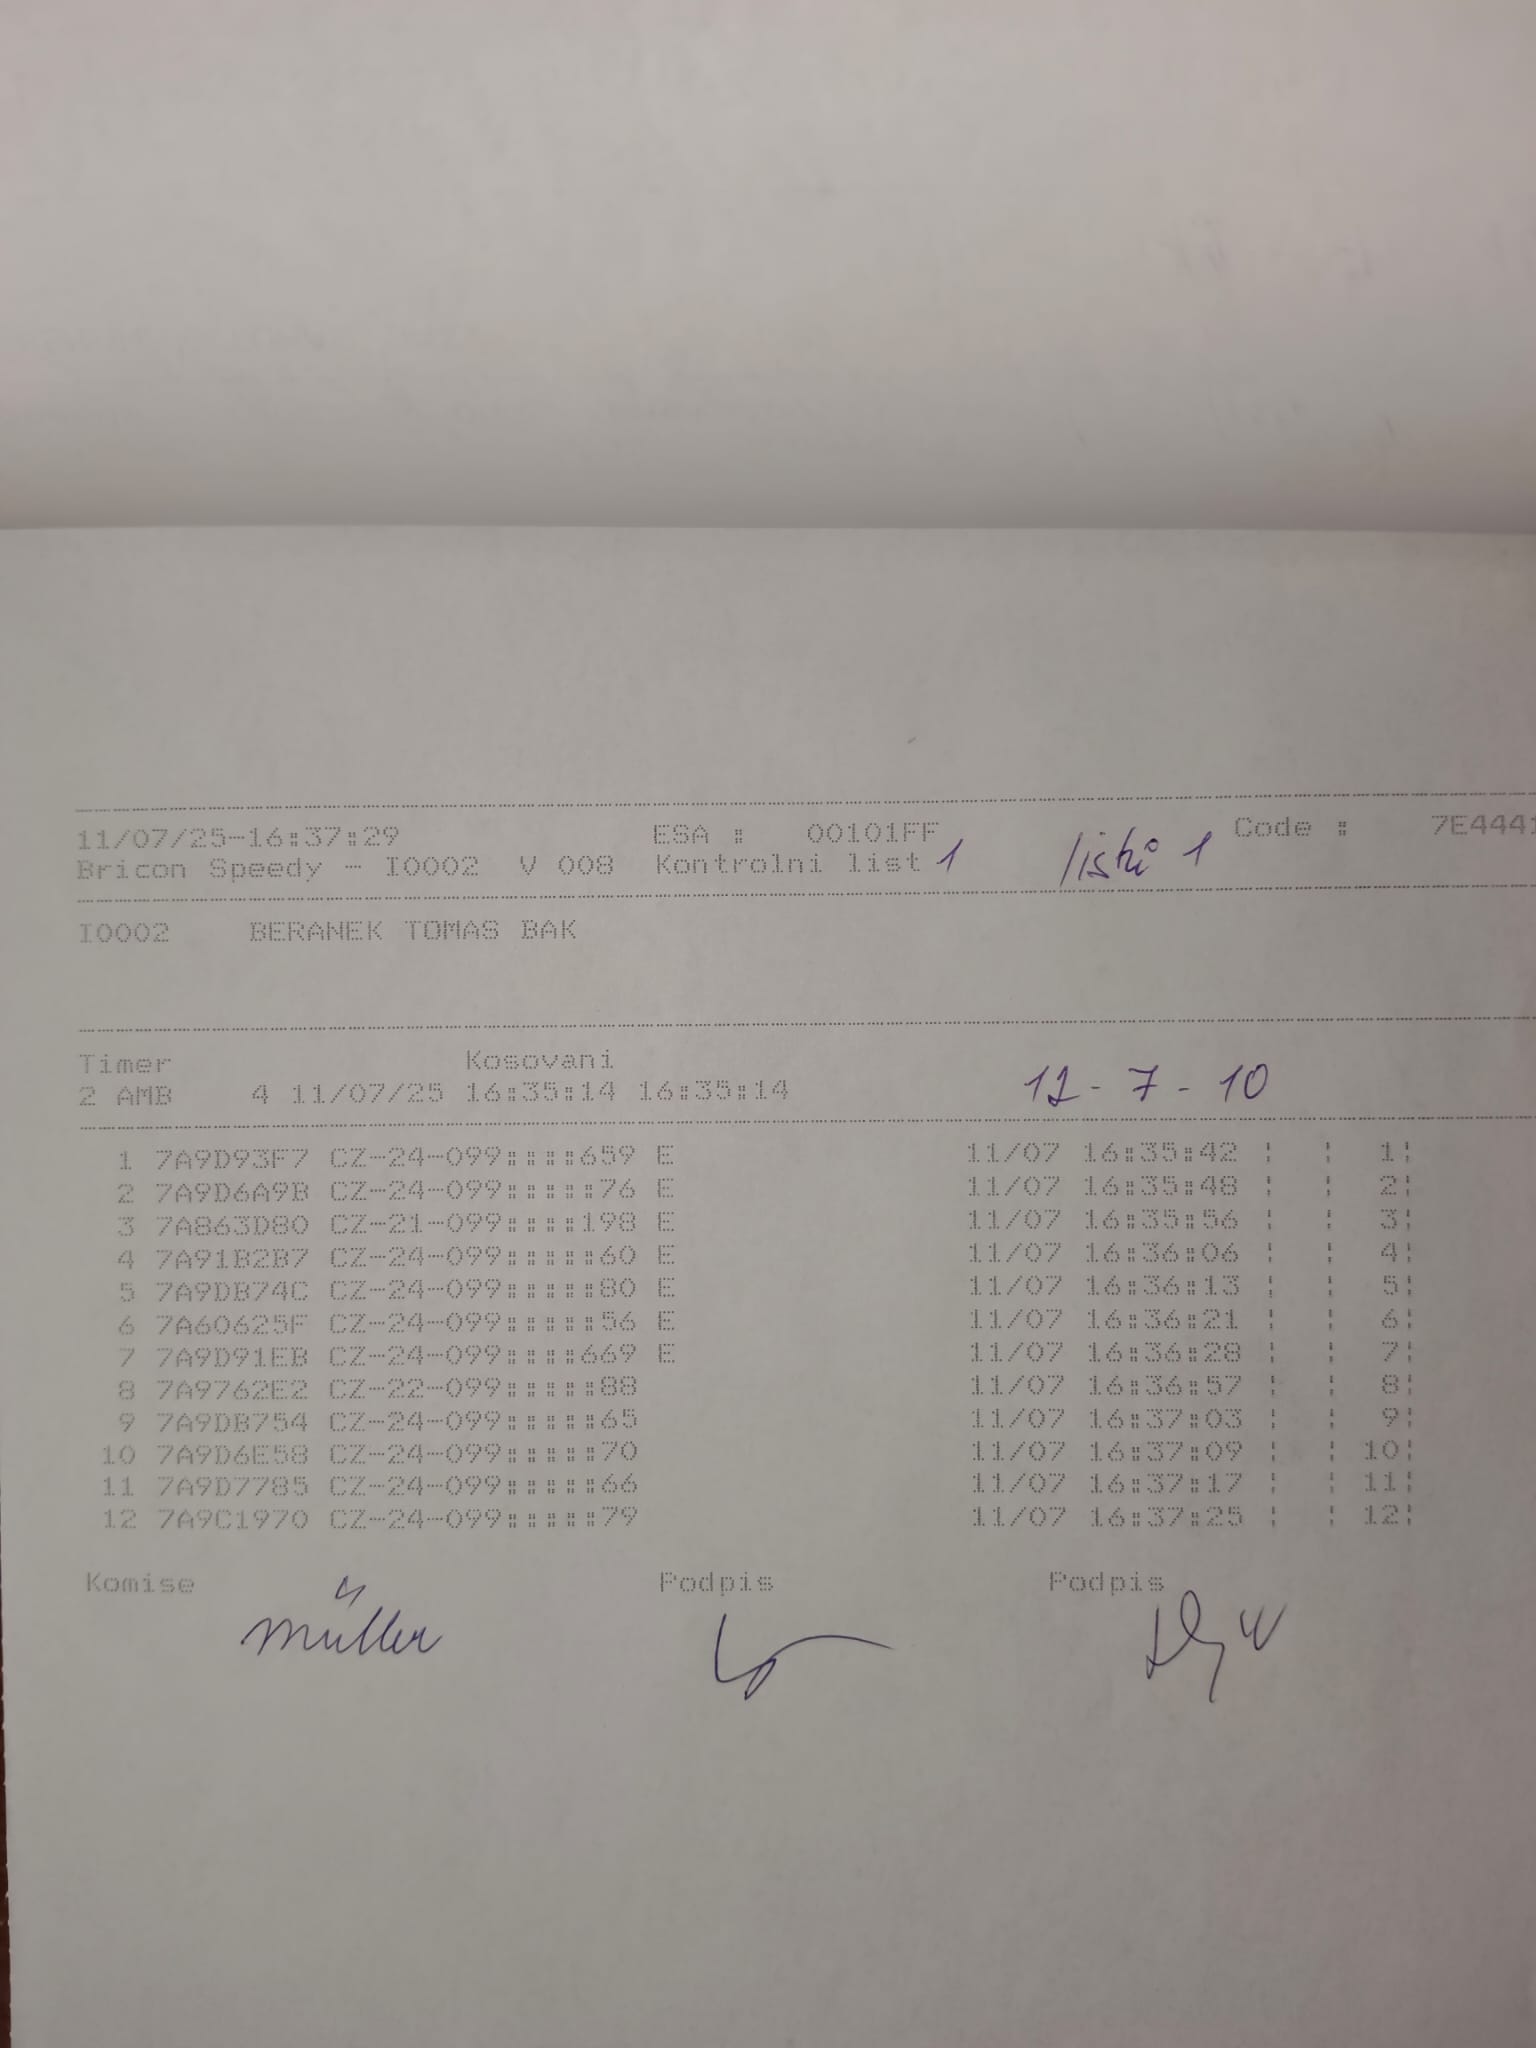 11/07/25-16:37:29 ESA : 00101FF Code : 7E4441
Bricon Speedy - I0002 V 008 Kontrolni list 1 lístků 1
I0002 BERANEK TOMAS BAK
Timer Kosovani
2 AMB 4 11/07/25 16:35:14 16:35:14 12-7-10
1 7A9D93F7 CZ-24-099::::659 E 11/07 16:35:42 ¦ ¦ 1¦
2 7A9D6A9B CZ-24-099:::::76 E 11/07 16:35:48 ¦ ¦ 2¦
3 7A863D80 CZ-21-099::::198 E 11/07 16:35:56 ¦ ¦ 3¦
4 7A91B2B7 CZ-24-099:::::60 E 11/07 16:36:06 ¦ ¦ 4¦
5 7A9DB74C CZ-24-099:::::80 E 11/07 16:36:13 ¦ ¦ 5¦
6 7A60625F CZ-24-099:::::56 E 11/07 16:36:21 ¦ ¦ 6¦
7 7A9D91EB CZ-24-099::::669 E 11/07 16:36:28 ¦ ¦ 7¦
8 7A9762E2 CZ-22-099:::::88 11/07 16:36:57 ¦ ¦ 8¦
9 7A9DB754 CZ-24-099:::::65 11/07 16:37:03 ¦ ¦ 9¦
10 7A9D6E58 CZ-24-099:::::70 11/07 16:37:09 ¦ ¦ 10¦
11 7A9D7785 CZ-24-099:::::66 11/07 16:37:17 ¦ ¦ 11¦
12 7A9C1970 CZ-24-099:::::79 11/07 16:37:25 ¦ ¦ 12¦
Komise Podpis Podpis
Müller